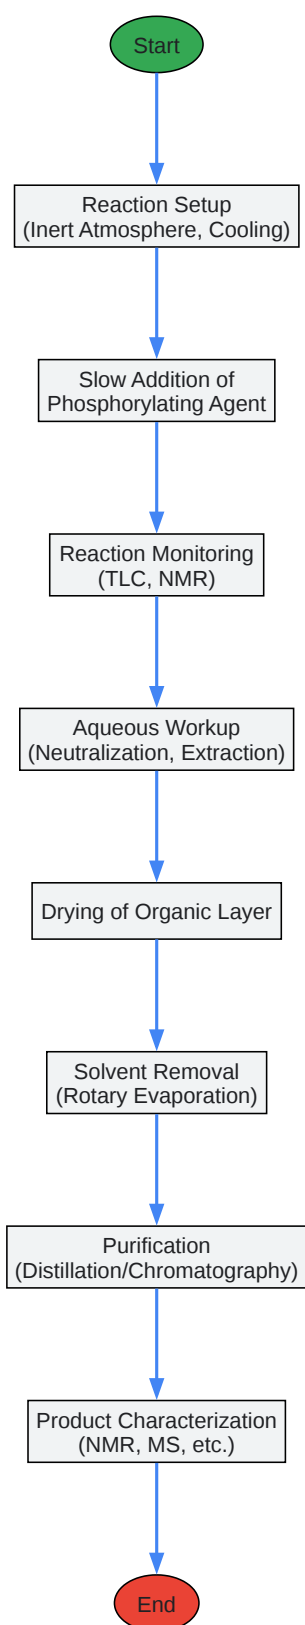 Start
Reaction Setup
(Inert Atmosphere, Cooling)
Slow Addition of
Phosphorylating Agent
Reaction Monitoring
(TLC, NMR)
Aqueous Workup
(Neutralization, Extraction)
Drying of Organic Layer
Solvent Removal
(Rotary Evaporation)
Purification
(Distillation/Chromatography)
Product Characterization
(NMR, MS, etc.)
End